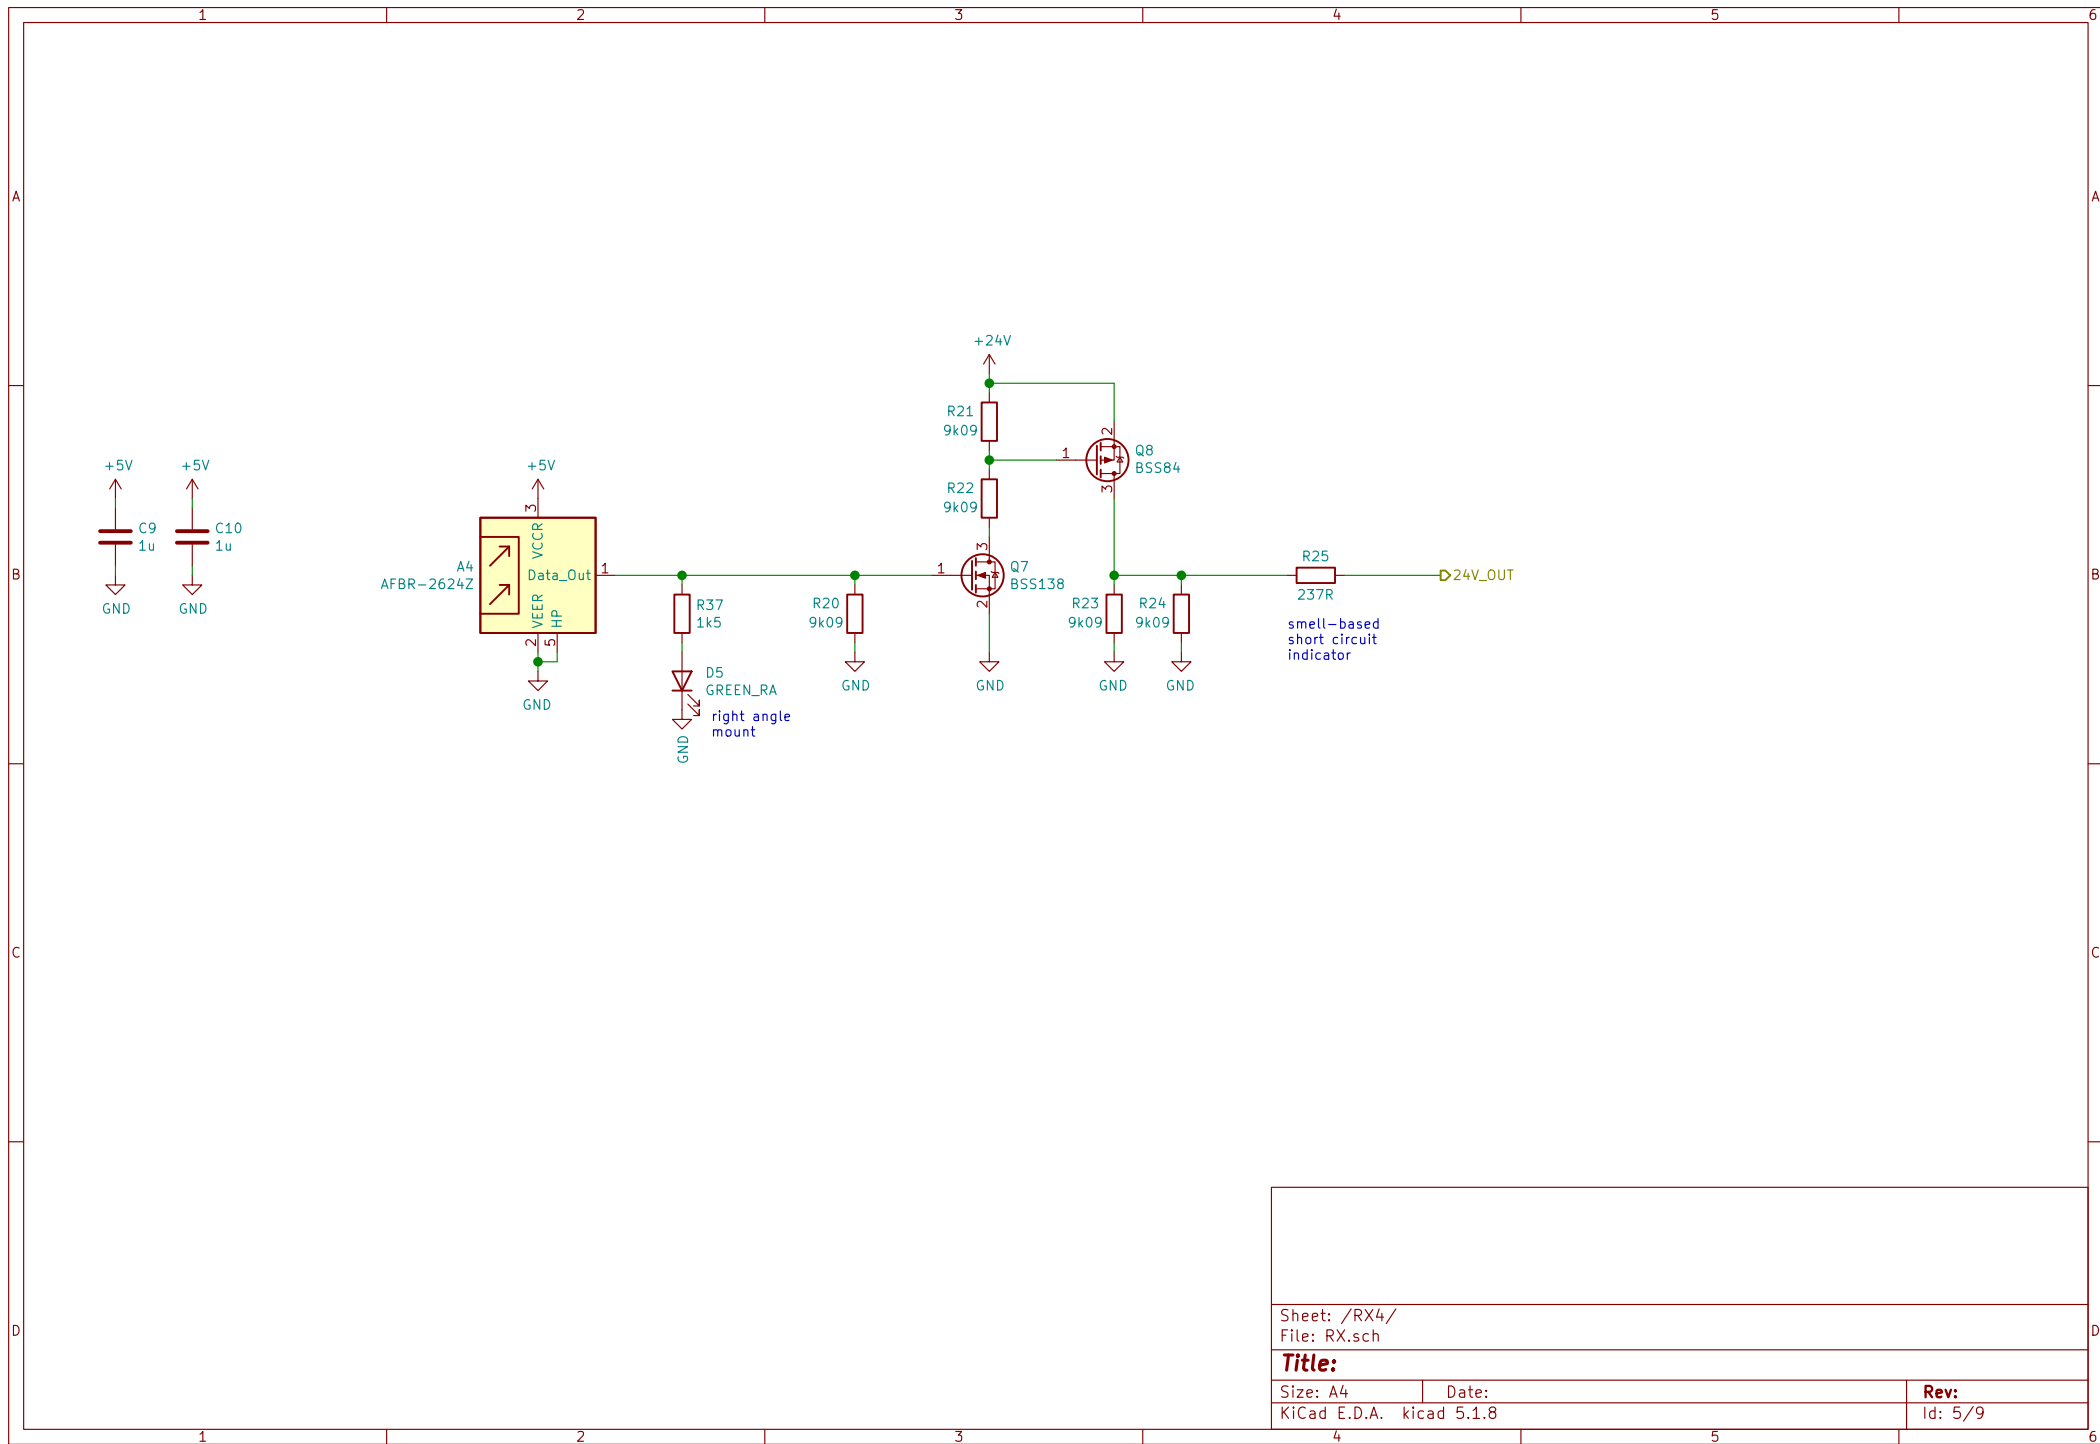 1 2 3 4 5 6
A A
+24V
R21
9k09
2
1
Q8
BSS84
3
R22
9k09
+5V +5V +5V
C9
1u
C10
1u
GND GND
3
VCCR
A4
AFBR-2624Z
Data_Out
1
VEER
HP
2
5
GND
R37
1k5
D5
GREEN_RA
right angle
mount
GND
R20
9k09
GND
3
1
Q7
BSS138
2
GND
R23
9k09
GND
R24
9k09
GND
R25
237R
24V_OUT
smell-based
short circuit
indicator
B B
C C
D D
Sheet: /RX4/
File: RX.sch
Title:
Size: A4 Date: Rev:
KiCad E.D.A. kicad 5.1.8 Id: 5/9
1 2 3 4 5 6